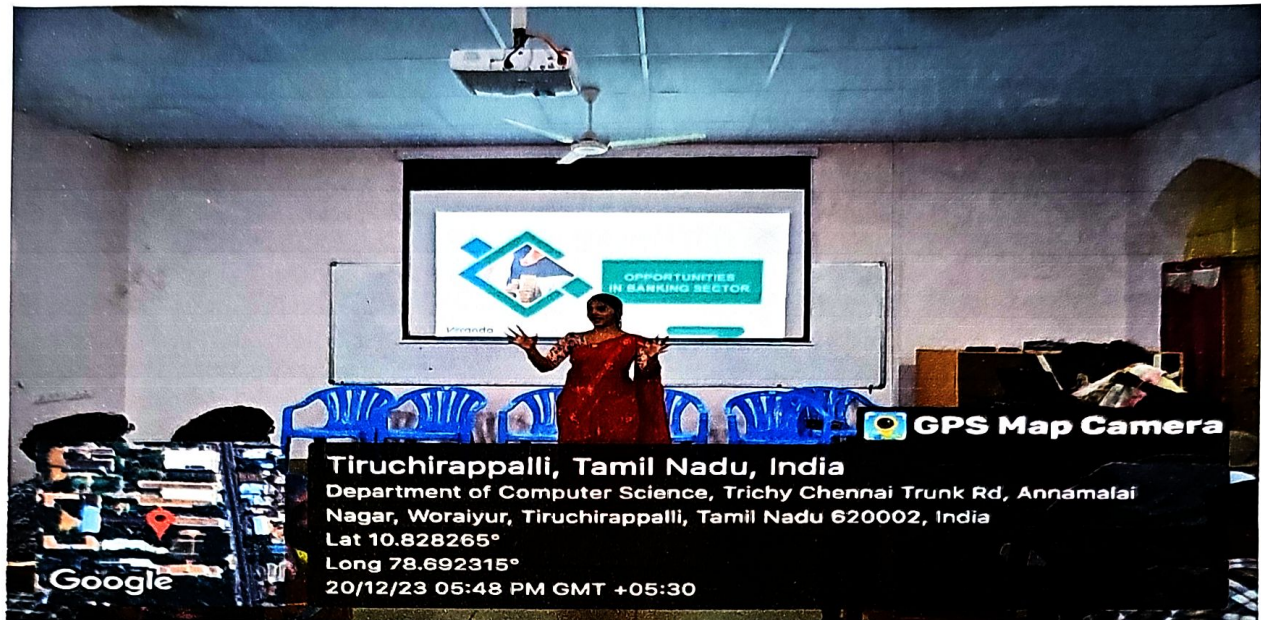 OPPORTUNITIES
IN BANKING SECTOR
Veranda
GPS Map Camera
Tiruchirappalli, Tamil Nadu, India
Department of Computer Science, Trichy Chennai Trunk Rd, Annamalai
Nagar, Woraiyur, Tiruchirappalli, Tamil Nadu 620002, India
Lat 10.828265°
Long 78.692315°
20/12/23 05:48 PM GMT +05:30
Google